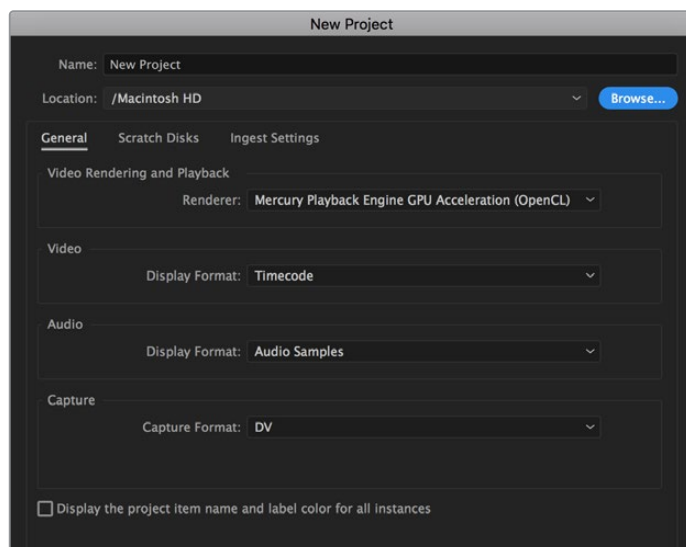 New Project
Name: New Project
Location: /Macintosh HD Browse...
General Scratch Disks Ingest Settings
Video Rendering and Playback
Renderer: Mercury Playback Engine GPU Acceleration (OpenCL)
Video
Display Format: Timecode
Audio
Display Format: Audio Samples
Capture
Capture Format: DV
Display the project item name and label color for all instances